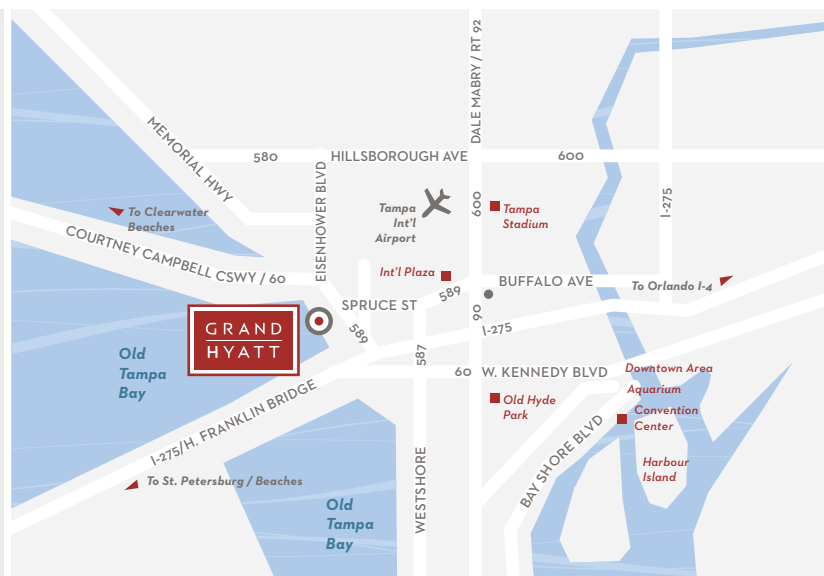 DALE MABRY / RT 92
MEMORIAL HWY
580
HILLSBOROUGH AVE
600
EISENHOWER BLVD
To Clearwater
Beaches
Tampa
Int'l
Airport
600
Tampa
Stadium
I-275
COURTNEY CAMPBELL CSWY / 60
Int'l Plaza
BUFFALO AVE
To Orlando I-4
589
SPRUCE ST
90
I-275
589
GRAND
HYATT
Old
Tampa
Bay
587
60
W. KENNEDY BLVD
Downtown Area
Aquarium
I-275/H. FRANKLIN BRIDGE
Old Hyde
Park
Convention
Center
BAY SHORE BLVD
WESTSHORE
Harbour
Island
To St. Petersburg / Beaches
Old
Tampa
Bay